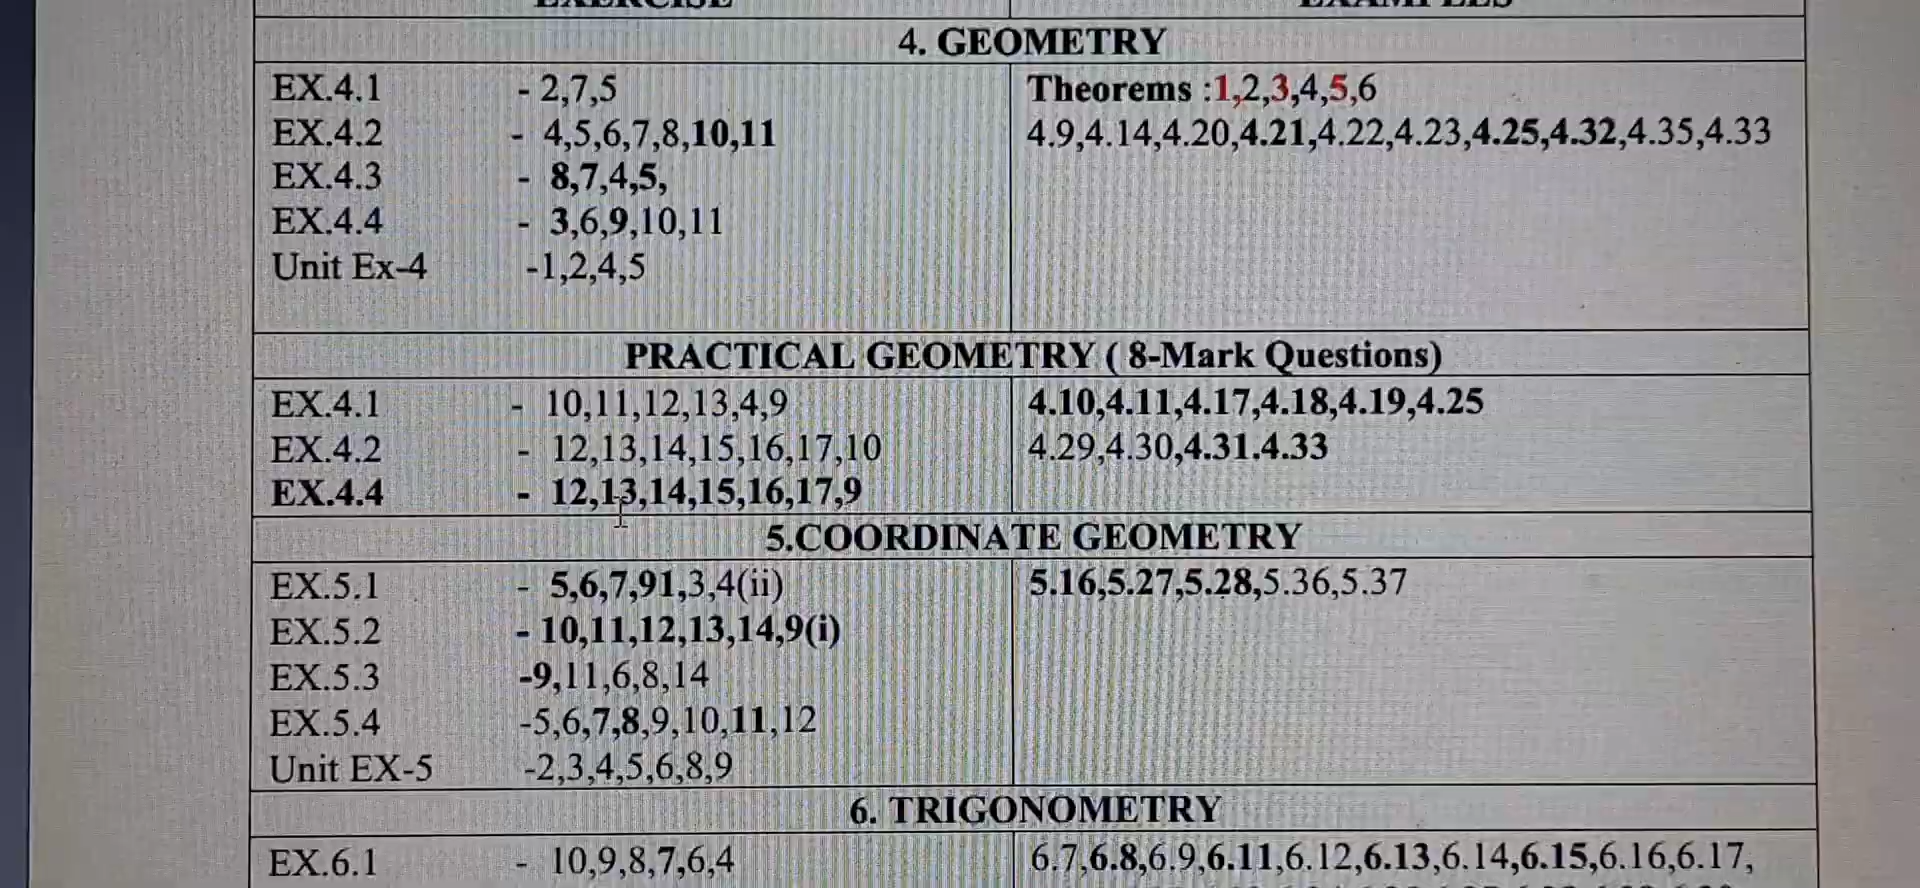 EXERCISE EXAMPLES
4. GEOMETRY
EX.4.1 - 2,7,5 Theorems :1,2,3,4,5,6
EX.4.2 - 4,5,6,7,8,10,11 4.9,4.14,4.20,4.21,4.22,4.23,4.25,4.32,4.35,4.33
EX.4.3 - 8,7,4,5,
EX.4.4 - 3,6,9,10,11
Unit Ex-4 -1,2,4,5
PRACTICAL GEOMETRY ( 8-Mark Questions)
EX.4.1 - 10,11,12,13,4,9 4.10,4.11,4.17,4.18,4.19,4.25
EX.4.2 - 12,13,14,15,16,17,10 4.29,4.30,4.31.4.33
EX.4.4 - 12,13,14,15,16,17,9
5.COORDINATE GEOMETRY
EX.5.1 - 5,6,7,91,3,4(ii) 5.16,5.27,5.28,5.36,5.37
EX.5.2 - 10,11,12,13,14,9(i)
EX.5.3 -9,11,6,8,14
EX.5.4 -5,6,7,8,9,10,11,12
Unit EX-5 -2,3,4,5,6,8,9
6. TRIGONOMETRY
EX.6.1 - 10,9,8,7,6,4 6.7,6.8,6.9,6.11,6.12,6.13,6.14,6.15,6.16,6.17,